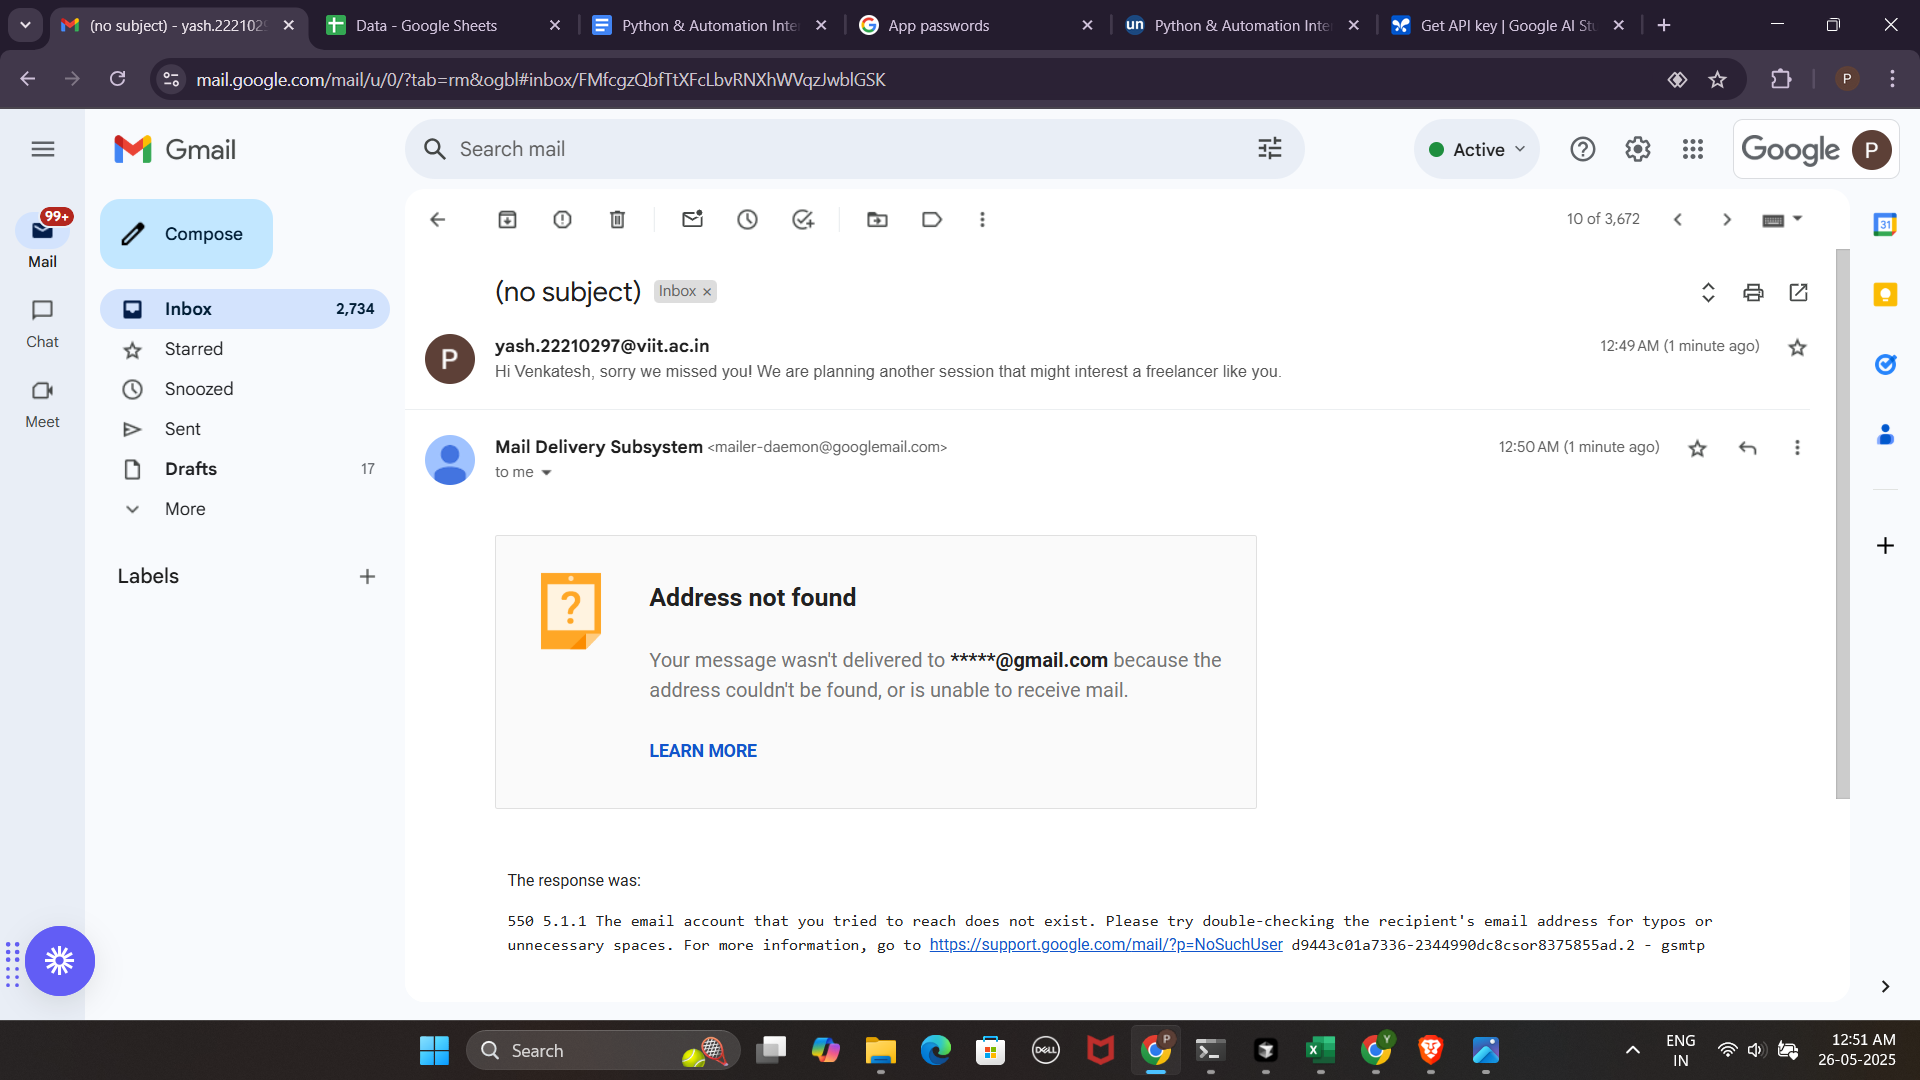 (no subject) - yash.2221029
Data - Google Sheets
Python & Automation Inte
App passwords
un
Python & Automation Inte
Get API key | Google AI St
mail.google.com/mail/u/0/?tab=rm&ogbl#inbox/FMfcgzQbfTtXFcLbvRNXhWVqzJwblGSK
P
Gmail
Search mail
Active
Google
P
99+
Mail
Chat
Meet
Compose
Inbox 2,734
Starred
Snoozed
Sent
Drafts 17
More
Labels
10 of 3,672
31
(no subject)
Inbox ×
P
yash.22210297@viit.ac.in
12:49 AM (1 minute ago)
Hi Venkatesh, sorry we missed you! We are planning another session that might interest a freelancer like you.
Mail Delivery Subsystem <mailer-daemon@googlemail.com>
12:50 AM (1 minute ago)
to me
?
Address not found
Your message wasn't delivered to *****@gmail.com because the
address couldn't be found, or is unable to receive mail.
LEARN MORE
The response was:
550 5.1.1 The email account that you tried to reach does not exist. Please try double-checking the recipient's email address for typos or
unnecessary spaces. For more information, go to https://support.google.com/mail/?p=NoSuchUser d9443c01a7336-2344990dc8csor8375855ad.2 - gsmtp
Search
DELL
P
X
Y
ENG
IN
12:51 AM
26-05-2025